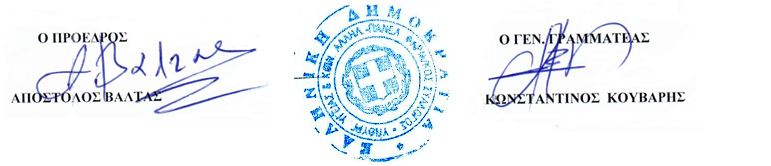 Ο ΠΡΟΕΔΡΟΣ
ΑΠΟΣΤΟΛΟΣ ΒΑΛΤΑΣ
ΕΛΛΗΝΙΚΗ ΔΗΜΟΚΡΑΤΙΑ
Ο ΓΕΝ. ΓΡΑΜΜΑΤΕΑΣ
ΚΩΝΣΤΑΝΤΙΝΟΣ ΚΟΥΒΑΡΗΣ